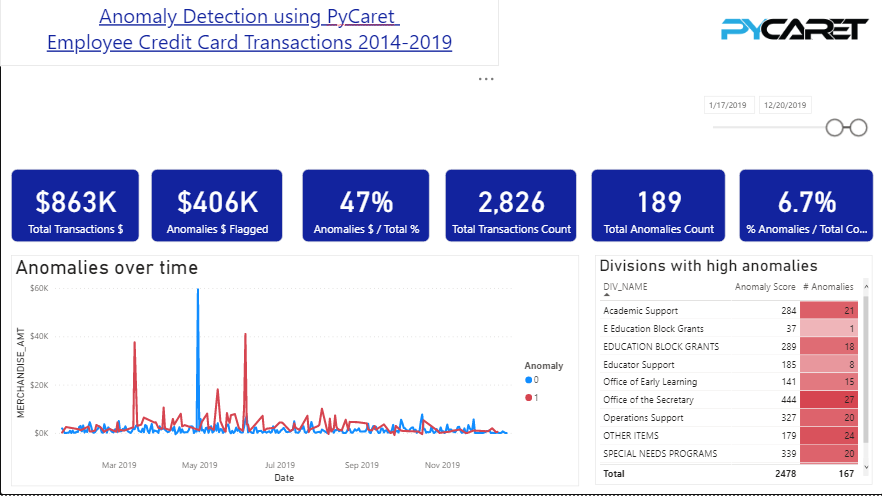 Anomaly Detection using PyCaret
Employee Credit Card Transactions 2014-2019
PYCARET
...
1/17/2019 12/20/2019
$863K
Total Transactions $
$406K
Anomalies $ Flagged
47%
Anomalies $ / Total %
2,826
Total Transactions Count
189
Total Anomalies Count
6.7%
% Anomalies / Total Co...
Anomalies over time
MERCHANDISE_AMT
$60K
$40K
$20K
$0K
Mar 2019 May 2019 Jul 2019 Sep 2019 Nov 2019
Date
Anomaly
0
1
Divisions with high anomalies
DIV_NAME Anomaly Score # Anomalies
Academic Support 284 21
E Education Block Grants 37 1
EDUCATION BLOCK GRANTS 289 18
Educator Support 185 8
Office of Early Learning 141 15
Office of the Secretary 444 27
Operations Support 327 20
OTHER ITEMS 179 24
SPECIAL NEEDS PROGRAMS 339 20
Total 2478 167